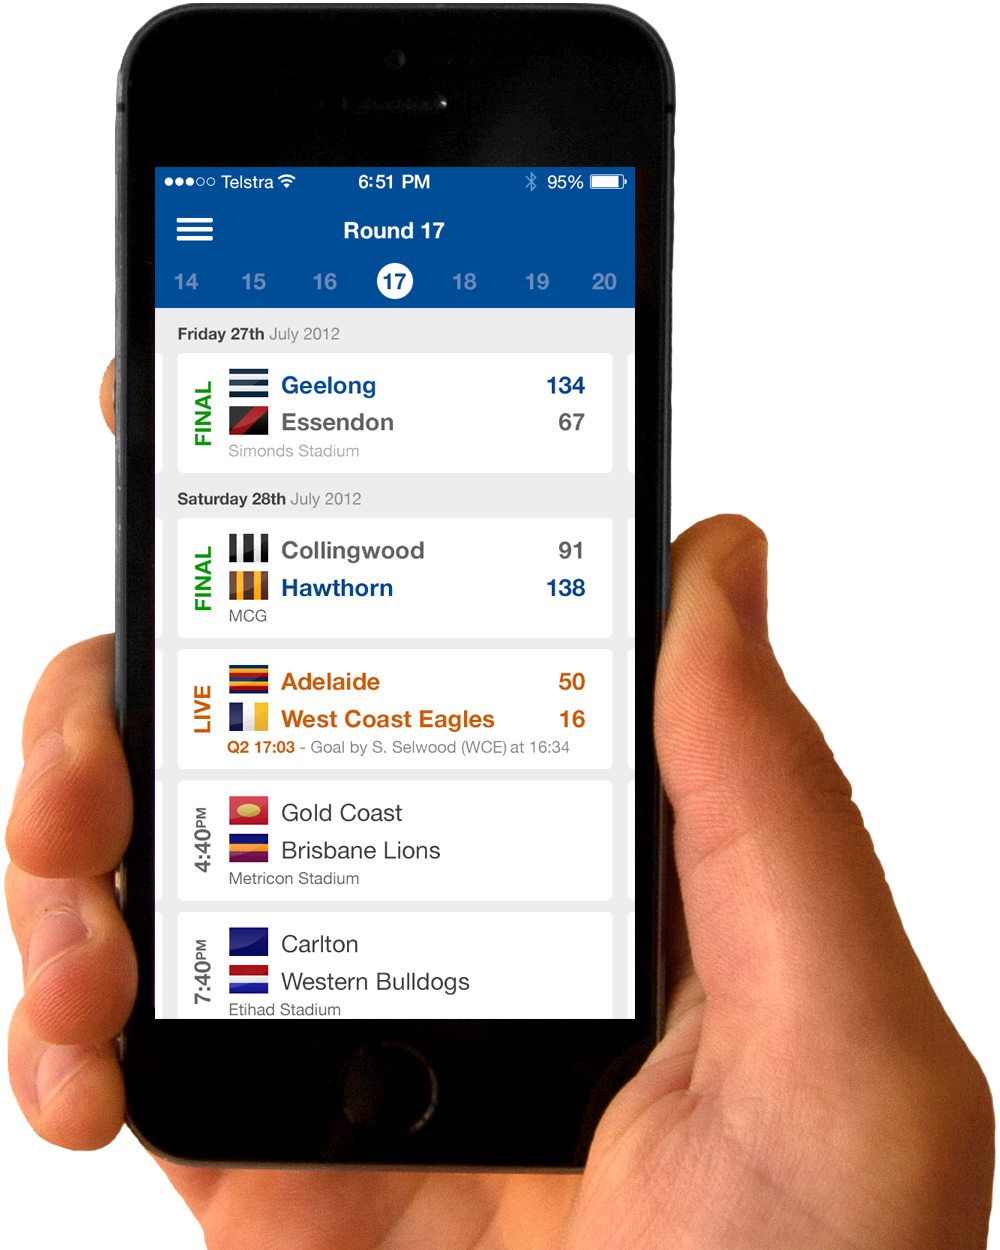 Telstra 6:51 PM 95%
Round 17
14 15 16 17 18 19 20
Friday 27th July 2012
FINAL
Geelong 134
Essendon 67
Simonds Stadium
Saturday 28th July 2012
FINAL
Collingwood 91
Hawthorn 138
MCG
LIVE
Adelaide 50
West Coast Eagles 16
Q2 17:03 - Goal by S. Selwood (WCE) at 16:34
4:40PM
Gold Coast
Brisbane Lions
Metricon Stadium
7:40PM
Carlton
Western Bulldogs
Etihad Stadium